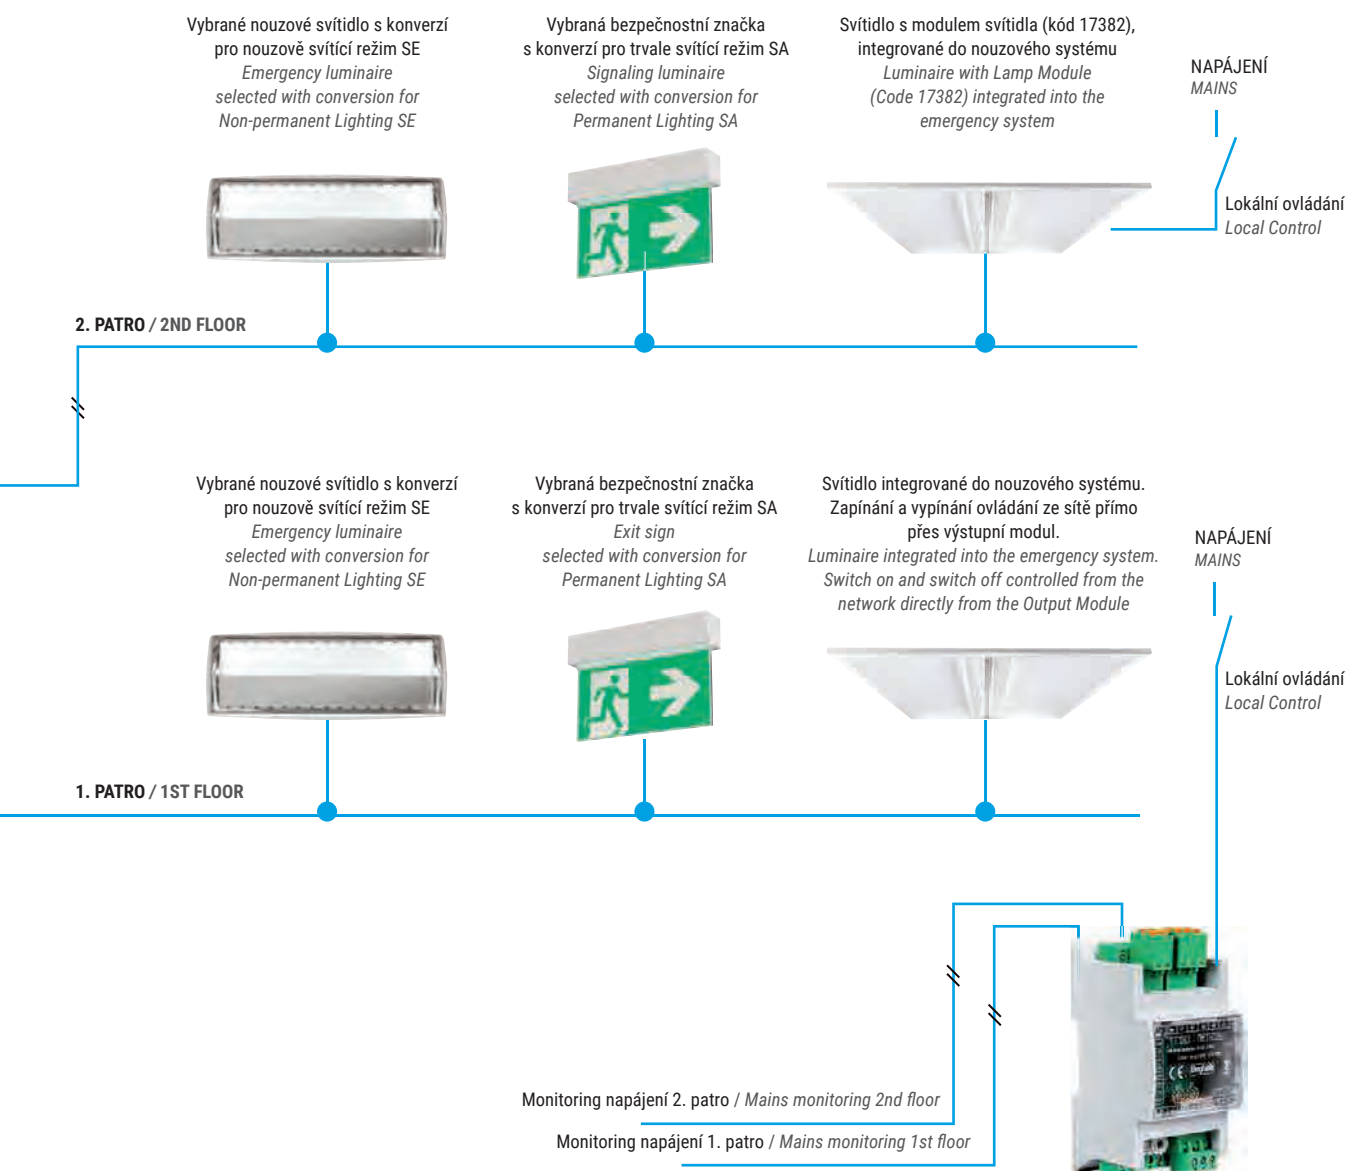 Vybrané nouzové svítidlo s konverzí
pro nouzově svítící režim SE
Emergency luminaire
selected with conversion for
Non-permanent Lighting SE
Vybraná bezpečnostní značka
s konverzí pro trvale svítící režim SA
Signaling luminaire
selected with conversion for
Permanent Lighting SA
Svítidlo s modulem svítidla (kód 17382),
integrované do nouzového systému
Luminaire with Lamp Module
(Code 17382) integrated into the
emergency system
NAPÁJENÍ
MAINS
Lokální ovládání
Local Control
2. PATRO / 2ND FLOOR
Vybrané nouzové svítidlo s konverzí
pro nouzově svítící režim SE
Emergency luminaire
selected with conversion for
Non-permanent Lighting SE
Vybraná bezpečnostní značka
s konverzí pro trvale svítící režim SA
Exit sign
selected with conversion for
Permanent Lighting SA
Svítidlo integrované do nouzového systému.
Zapínání a vypínání ovládání ze sítě přímo
přes výstupní modul.
Luminaire integrated into the emergency system.
Switch on and switch off controlled from the
network directly from the Output Module
NAPÁJENÍ
MAINS
Lokální ovládání
Local Control
1. PATRO / 1ST FLOOR
CE
Monitoring napájení 2. patro / Mains monitoring 2nd floor
Monitoring napájení 1. patro / Mains monitoring 1st floor